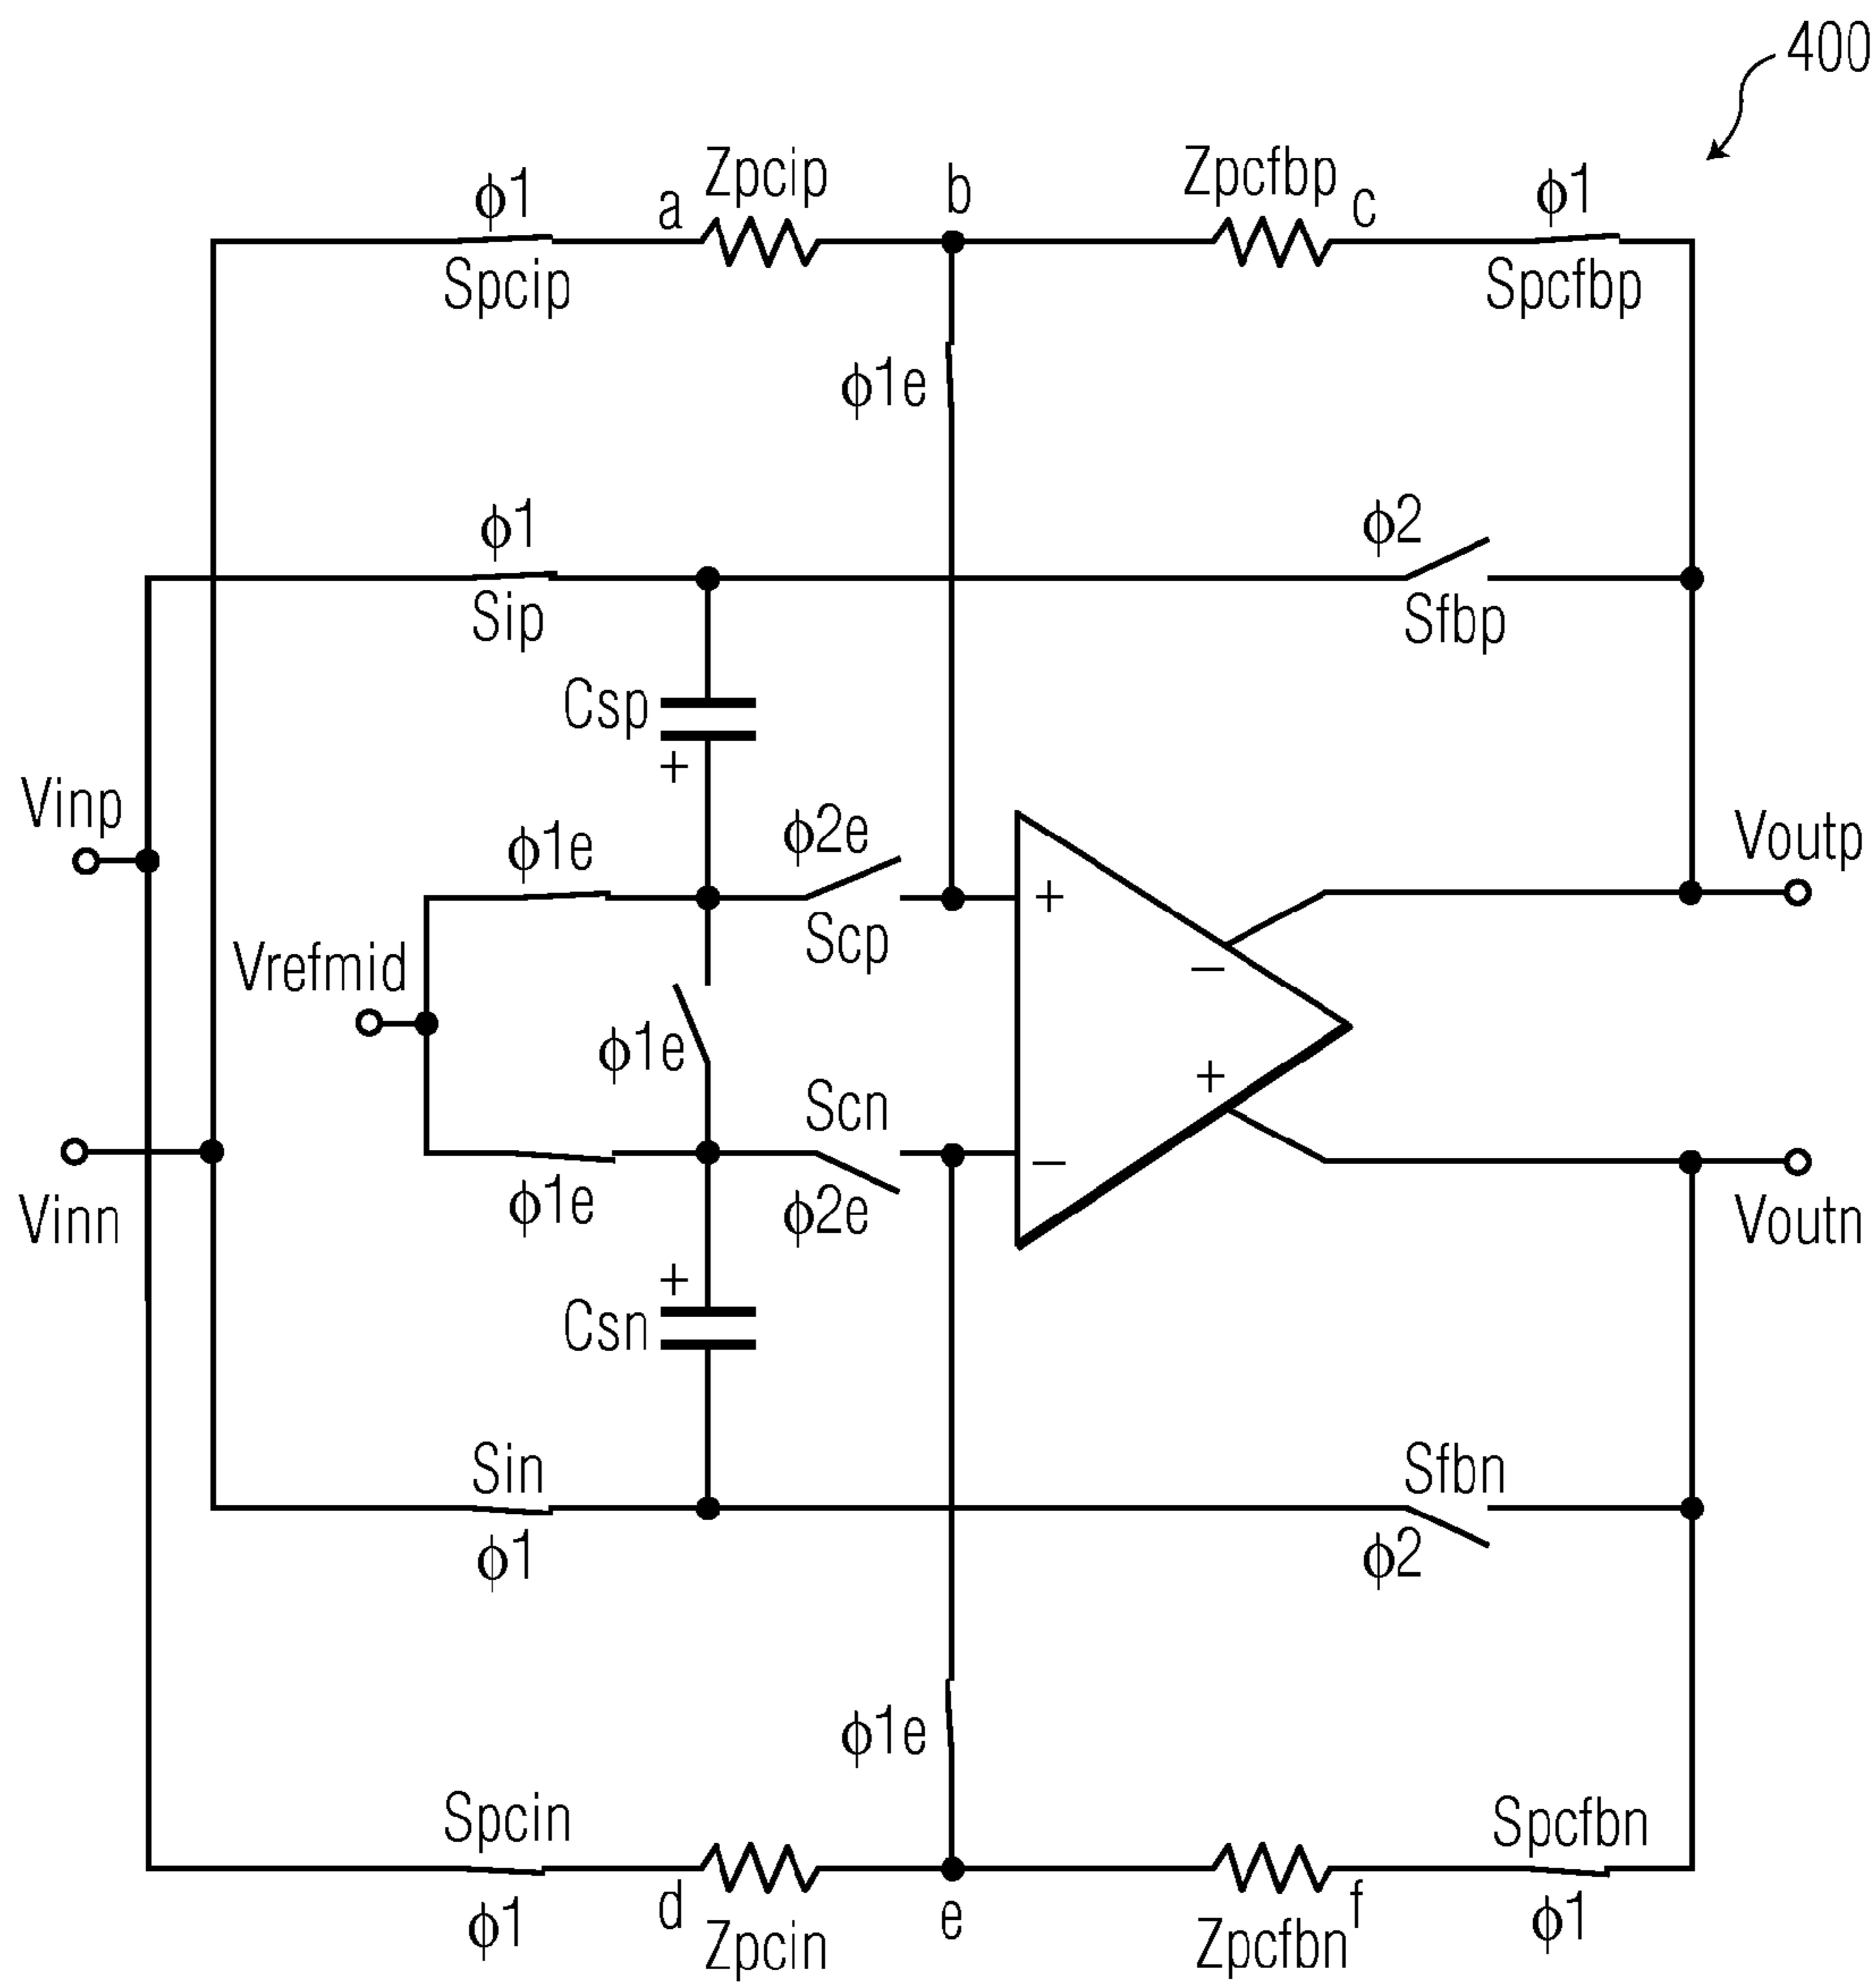 400
ϕ1
a
Zpcip
b
Zpcfbp
c
ϕ1
Spcip
Spcfbp
ϕ1e
ϕ1
ϕ2
Sip
Sfbp
Csp
+
Vinp
ϕ1e
ϕ2e
Voutp
+
Scp
Vrefmid
−
ϕ1e
Scn
+
−
Vinn
ϕ1e
ϕ2e
Voutn
+
Csn
Sin
Sfbn
ϕ1
ϕ2
ϕ1e
Spcin
Spcfbn
ϕ1
d
Zpcin
e
Zpcfbn
f
ϕ1